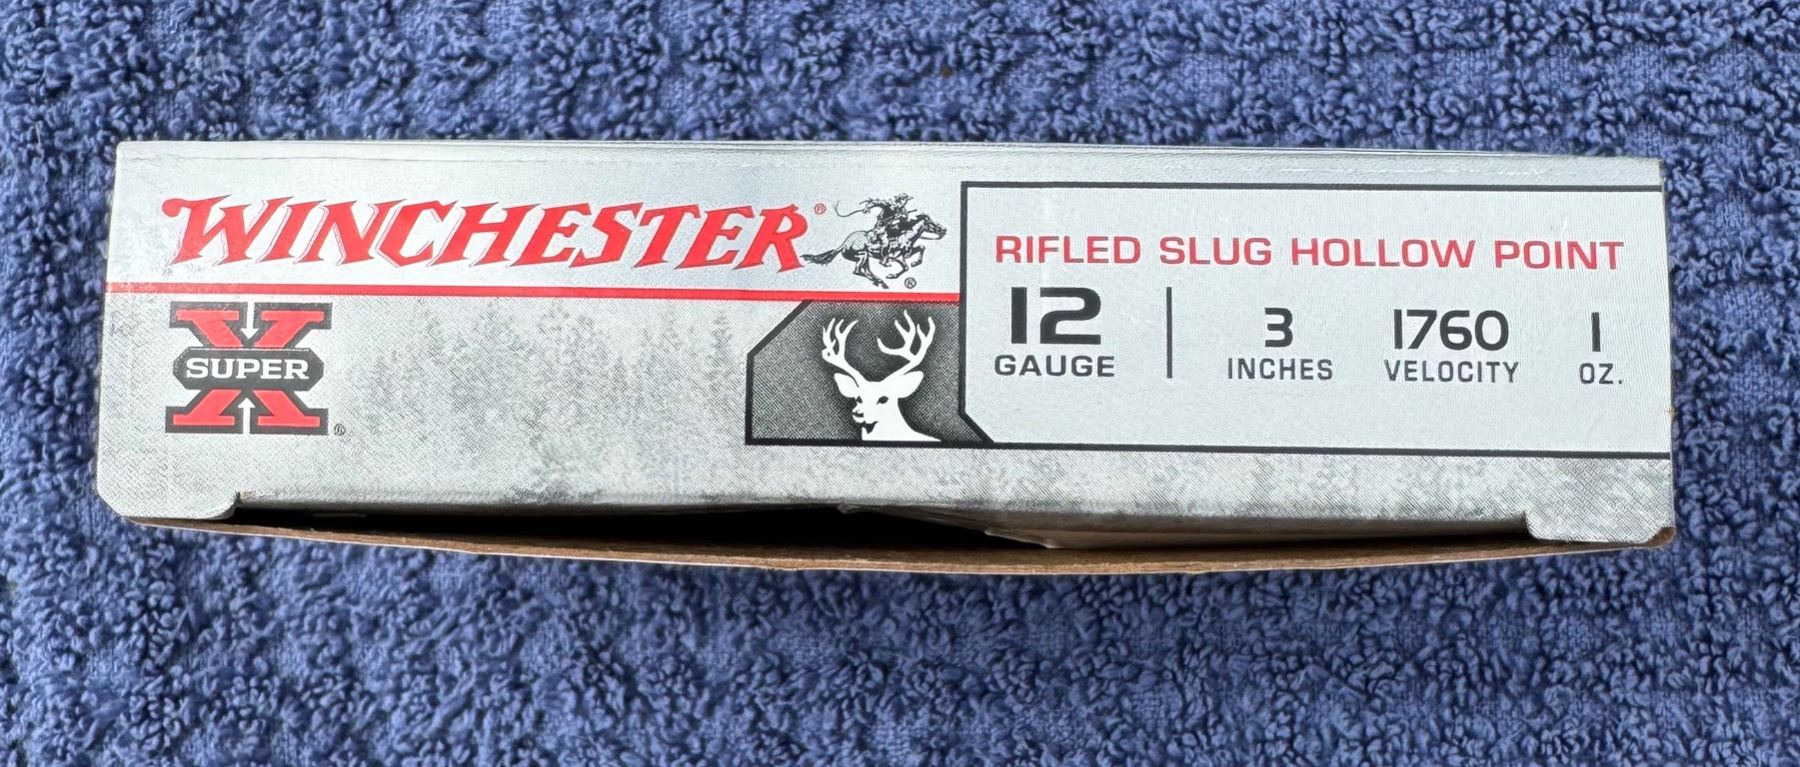 WINCHESTER®
®
SUPER X®
RIFLED SLUG HOLLOW POINT
12 GAUGE
3 INCHES
1760 VELOCITY
1 OZ.